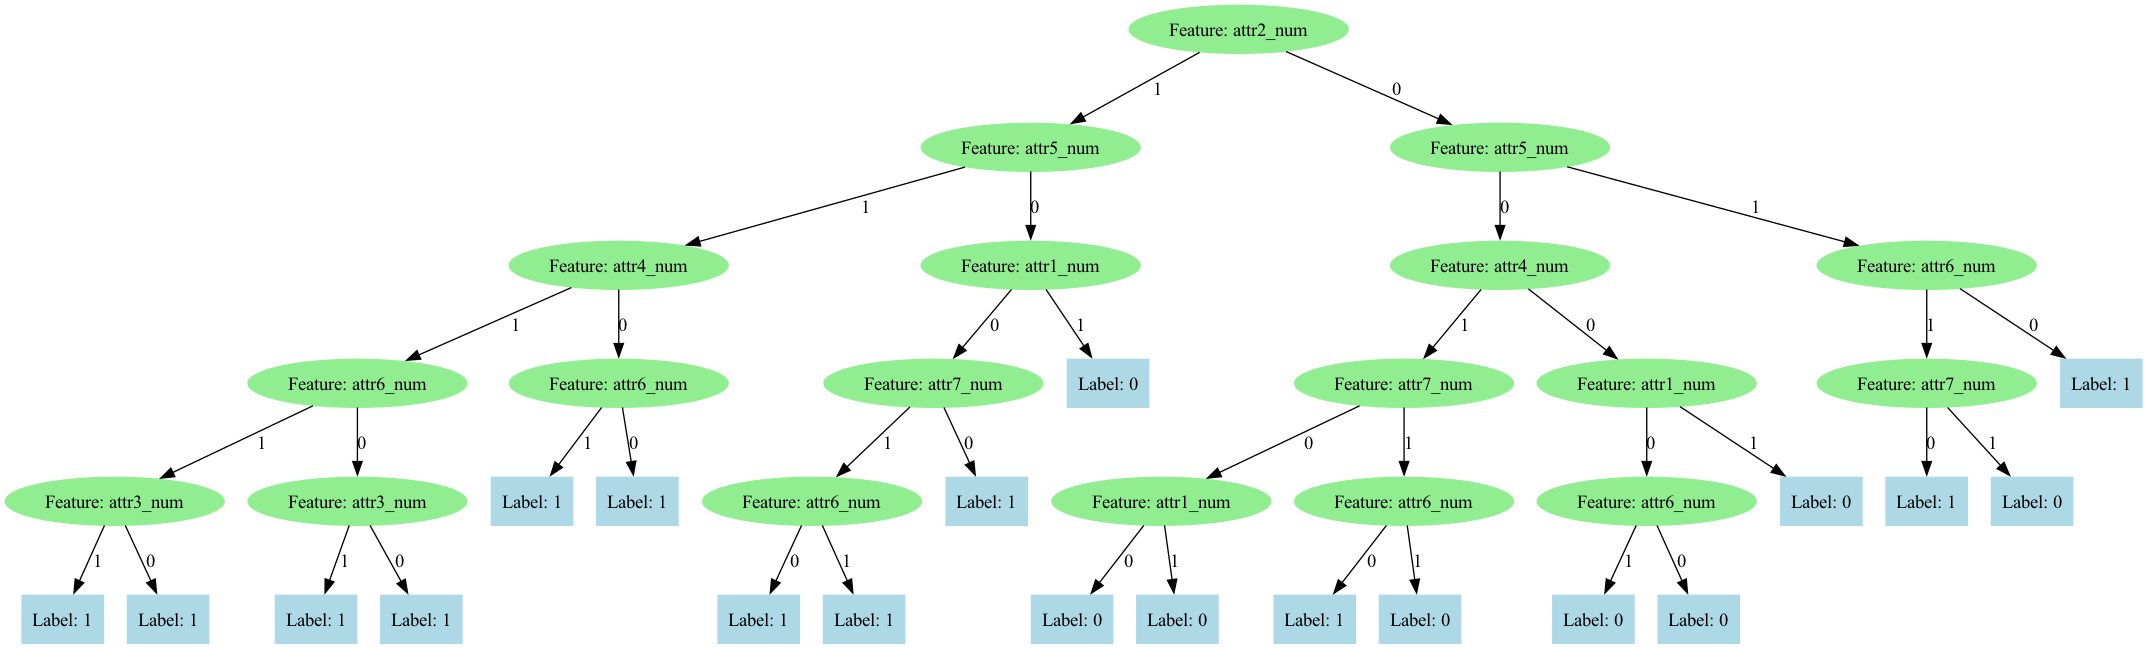 Feature: attr2_num
1
0
Feature: attr5_num
Feature: attr5_num
1
0
0
1
Feature: attr4_num
Feature: attr1_num
Feature: attr4_num
Feature: attr6_num
1
0
0
1
1
0
1
0
Feature: attr6_num
Feature: attr6_num
Feature: attr7_num
Label: 0
Feature: attr7_num
Feature: attr1_num
Feature: attr7_num
Label: 1
1
0
1
0
1
0
0
1
0
1
0
1
Feature: attr3_num
Feature: attr3_num
Label: 1
Label: 1
Feature: attr6_num
Label: 1
Feature: attr1_num
Feature: attr6_num
Feature: attr6_num
Label: 0
Label: 1
Label: 0
1
0
1
0
0
1
0
1
0
1
1
0
Label: 1
Label: 1
Label: 1
Label: 1
Label: 1
Label: 1
Label: 0
Label: 0
Label: 1
Label: 0
Label: 0
Label: 0